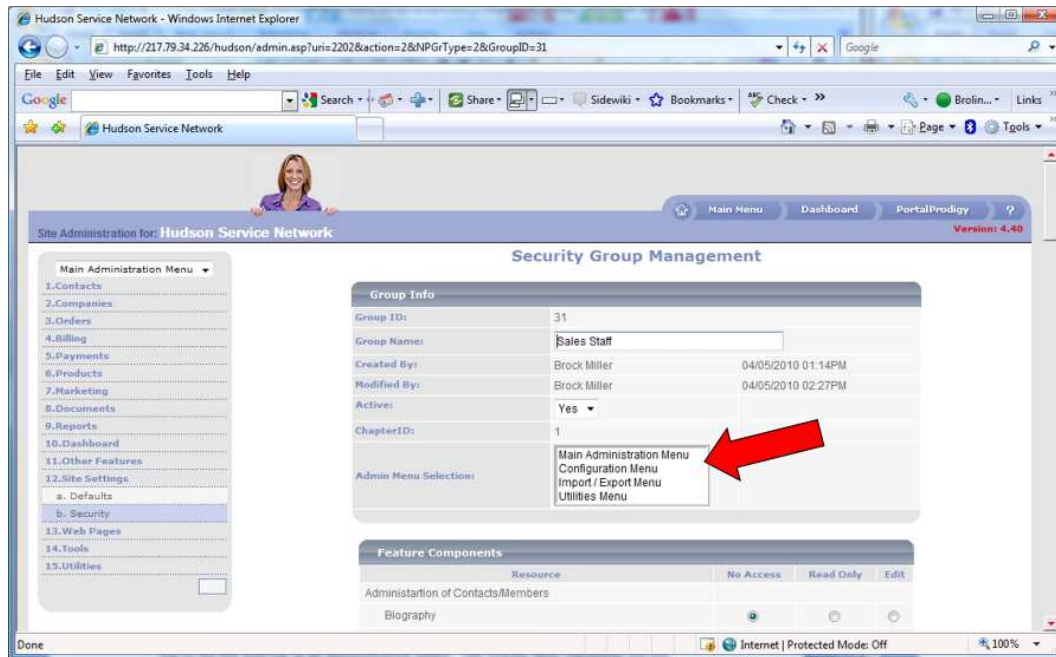 Hudson Service Network - Windows Internet Explorer
http://217.79.34.226/hudson/admin.asp?uri=2202&action=2&NPGrType=2&GroupID=31
Google
File Edit View Favorites Tools Help
Google Search Share Sidewiki Bookmarks Check » Brolin... Links »
Hudson Service Network Page Tools »
Main Menu Dashboard PortalProdigy ?
Site Administration for: Hudson Service Network Version: 4.40
Main Administration Menu
1.Contacts
2.Companies
3.Orders
4.Billing
5.Payments
6.Products
7.Marketing
8.Documents
9.Reports
10.Dashboard
11.Other Features
12.Site Settings
a. Defaults
b. Security
13.Web Pages
14.Tools
15.Utilities
Security Group Management
Group Info
Group ID: 31
Group Name: Sales Staff
Created By: Brock Miller 04/05/2010 01:14PM
Modified By: Brock Miller 04/05/2010 02:27PM
Active: Yes
ChapterID: 1
Admin Menu Selection:
Main Administration Menu
Configuration Menu
Import / Export Menu
Utilities Menu
Feature Components
Resource No Access Read Only Edit
Administartion of Contacts/Members
Biography
Done Internet | Protected Mode: Off 100%